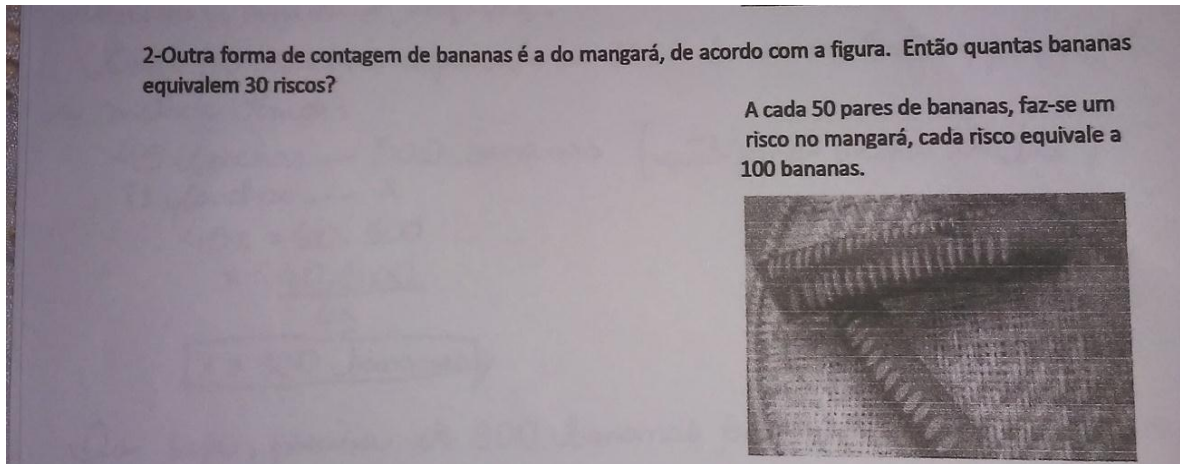 2-Outra forma de contagem de bananas é a do mangará, de acordo com a figura. Então quantas bananas
equivalem 30 riscos?
A cada 50 pares de bananas, faz-se um
risco no mangará, cada risco equivale a
100 bananas.